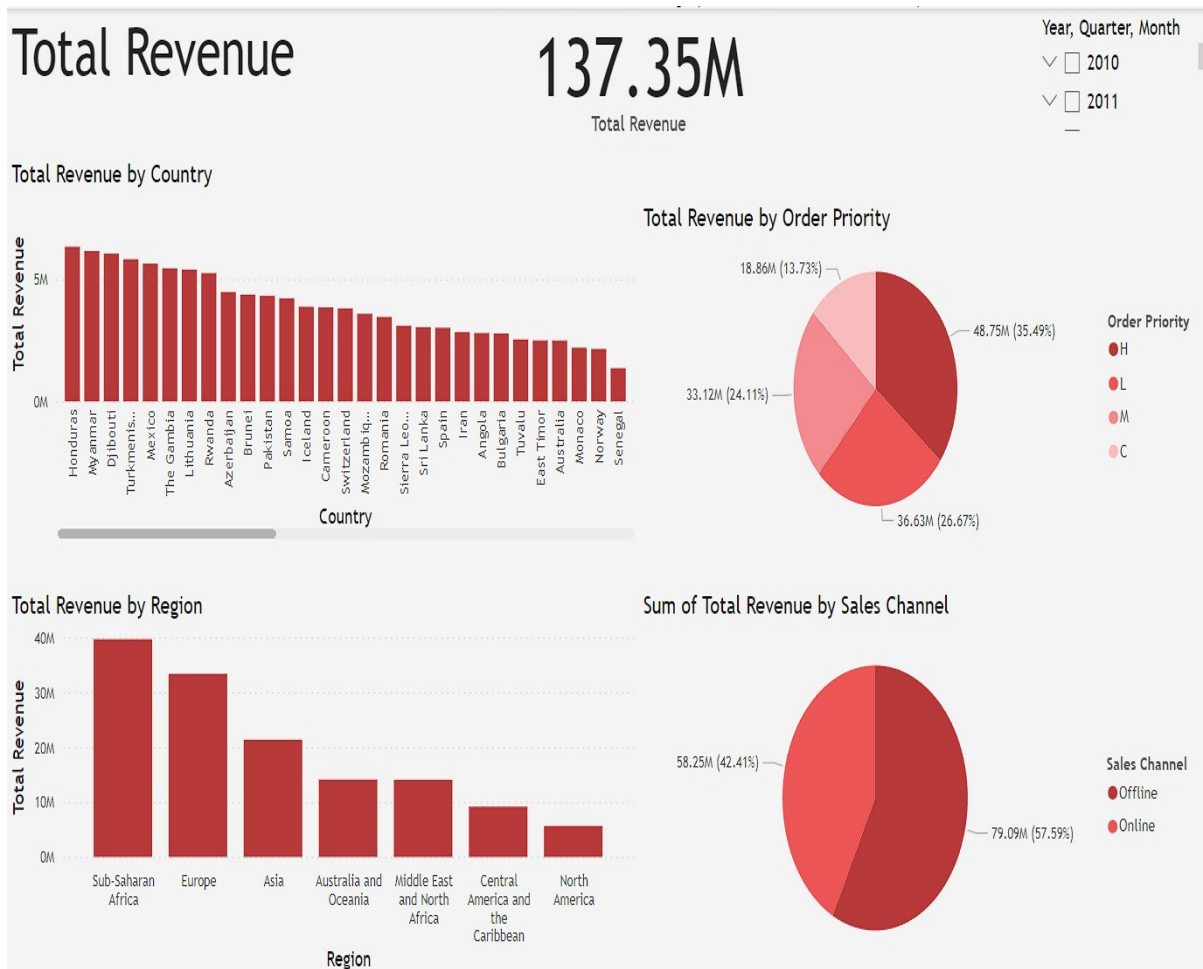 Total Revenue
137.35M
Total Revenue
Year, Quarter, Month
2010
2011
Total Revenue by Country
Total Revenue
5M
0M
Honduras
Myanmar
Djibouti
Turkmenis...
Mexico
The Gambia
Lithuania
Rwanda
Azerbaijan
Brunei
Pakistan
Samoa
Iceland
Cameroon
Switzerland
Mozambiq...
Romania
Sierra Leo...
Sri Lanka
Spain
Iran
Angola
Bulgaria
Tuvalu
East Timor
Australia
Monaco
Norway
Senegal
Country
Total Revenue by Order Priority
18.86M (13.73%)
48.75M (35.49%)
33.12M (24.11%)
36.63M (26.67%)
Order Priority
H
L
M
C
Total Revenue by Region
Total Revenue
40M
30M
20M
10M
0M
Sub-Saharan
Africa
Europe
Asia
Australia and
Oceania
Middle East
and North
Africa
Central
America and
the
Caribbean
North
America
Region
Sum of Total Revenue by Sales Channel
58.25M (42.41%)
79.09M (57.59%)
Sales Channel
Offline
Online